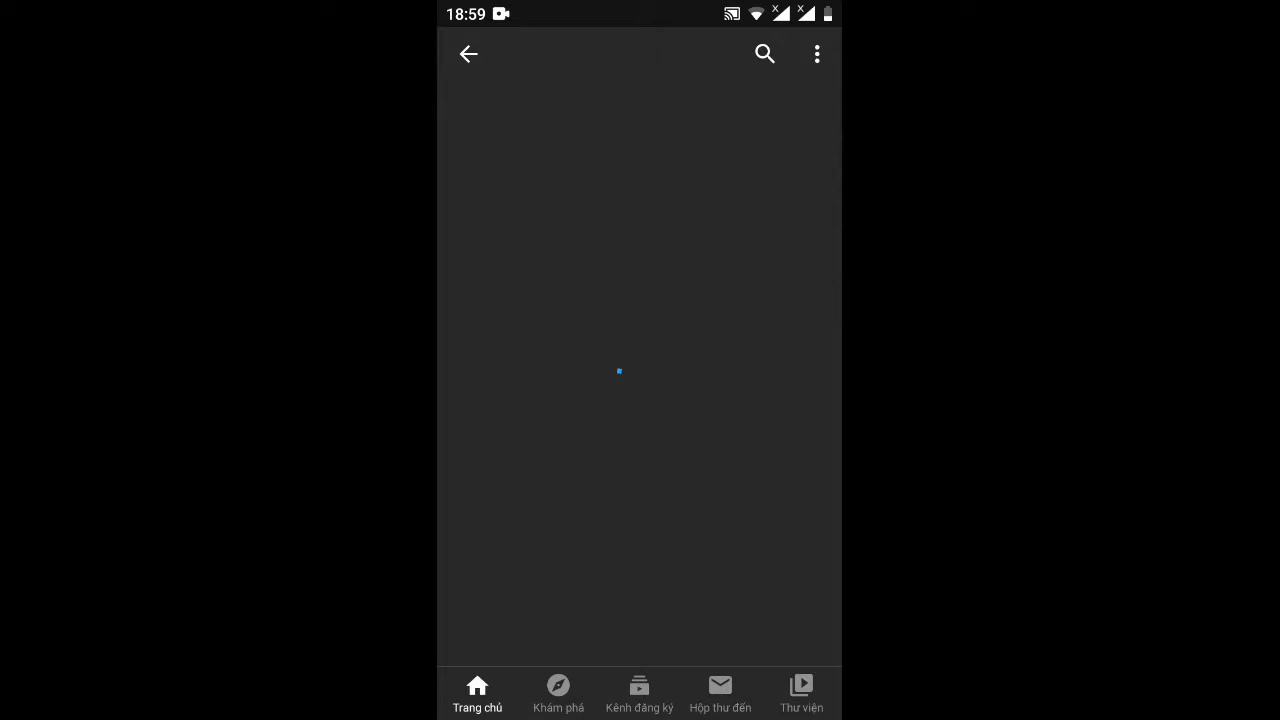 18:59
Trang chủ
Khám phá
Kênh đăng ký
Hộp thư đến
Thư viện